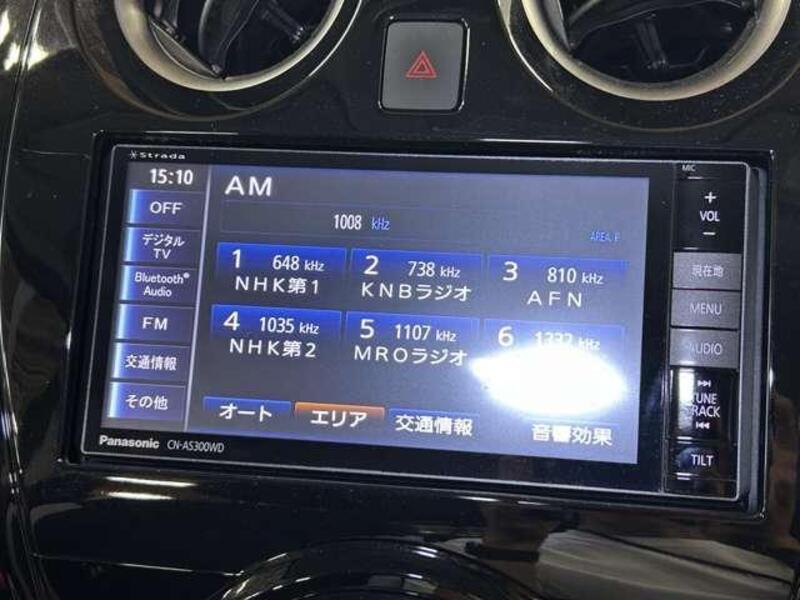 Strada
15:10
AM
1008 kHz
OFF
デジタル
TV
Bluetooth®
Audio
FM
交通情報
その他
1 648 kHz
NHK第1
2 738 kHz
KNBラジオ
3 810 kHz
AFN
4 1035 kHz
NHK第2
5 1107 kHz
MROラジオ
6 1332 kHz
オート
エリア
交通情報
音響効果
Panasonic CN-AS300WD
MIC
+
VOL
−
現在地
MENU
AUDIO
TUNE
TRACK
TILT